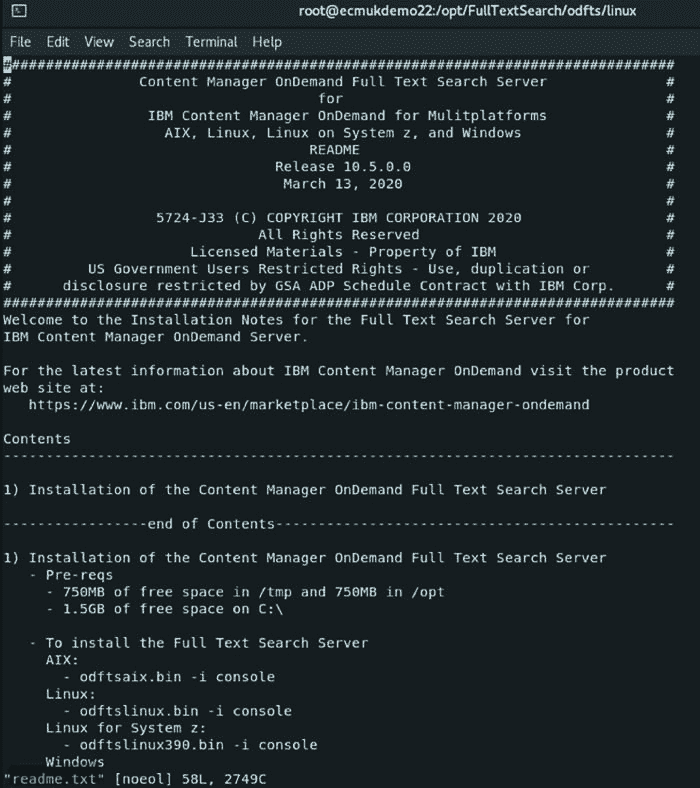 root@ecmukdemo22:/opt/FullTextSearch/odfts/linux
File Edit View Search Terminal Help
###############################################################################
# Content Manager OnDemand Full Text Search Server #
# for #
# IBM Content Manager OnDemand for Mulitplatforms #
# AIX, Linux, Linux on System z, and Windows #
# README #
# Release 10.5.0.0 #
# March 13, 2020 #
# #
# 5724-J33 (C) COPYRIGHT IBM CORPORATION 2020 #
# All Rights Reserved #
# Licensed Materials - Property of IBM #
# US Government Users Restricted Rights - Use, duplication or #
# disclosure restricted by GSA ADP Schedule Contract with IBM Corp. #
###############################################################################
Welcome to the Installation Notes for the Full Text Search Server for
IBM Content Manager OnDemand Server.
For the latest information about IBM Content Manager OnDemand visit the product
web site at:
https://www.ibm.com/us-en/marketplace/ibm-content-manager-ondemand
Contents
-------------------------------------------------------------------------------
1) Installation of the Content Manager OnDemand Full Text Search Server
-----------------end of Contents-----------------------------------------------
1) Installation of the Content Manager OnDemand Full Text Search Server
- Pre-reqs
- 750MB of free space in /tmp and 750MB in /opt
- 1.5GB of free space on C:\
- To install the Full Text Search Server
AIX:
- odftsaix.bin -i console
Linux:
- odftslinux.bin -i console
Linux for System z:
- odftslinux390.bin -i console
Windows
"readme.txt" [noeol] 58L, 2749C